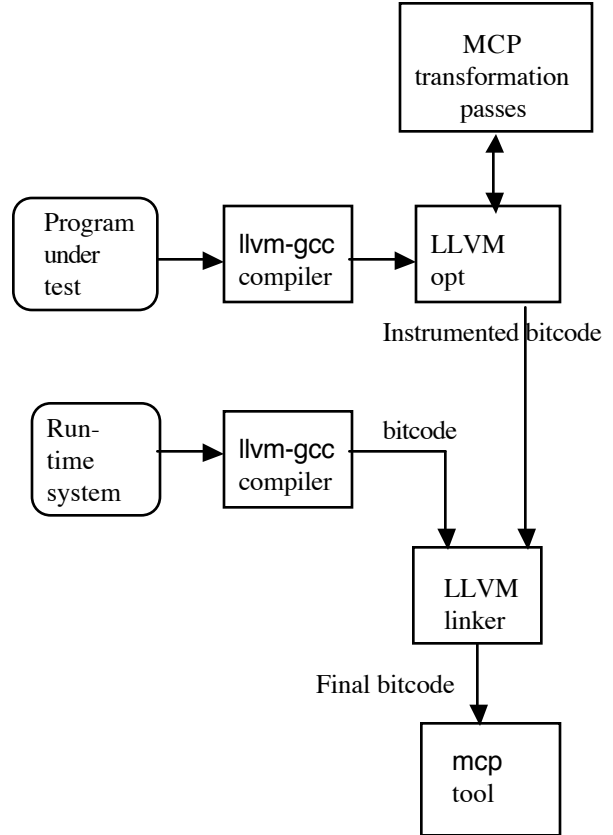 MCP
transformation
passes
Program
under
test
llvm-gcc
compiler
LLVM
opt
Instrumented bitcode
Run-
time
system
llvm-gcc
compiler
bitcode
LLVM
linker
Final bitcode
mcp
tool